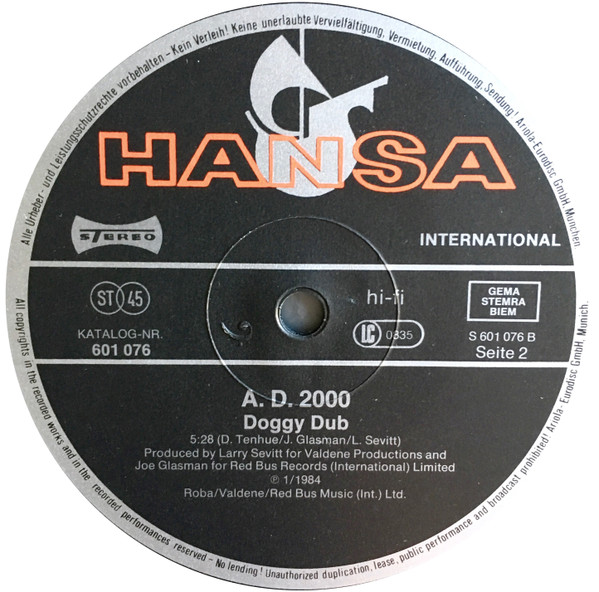 Alle Urheber- und Leistungsschutzrechte vorbehalten - Kein Verleih! Keine unerlaubte Vervielfältigung, Vermietung, Aufführung, Sendung! Ariola-Eurodisc GmbH, München.
HANSA
STEREO
INTERNATIONAL
ST 45
hi-fi
GEMA
STEMRA
BIEM
KATALOG-NR.
601 076
LC 0835
S 601 076 B
Seite 2
A. D. 2000
Doggy Dub
5:28 (D. Tenhue/J. Glasman/L. Sevitt)
Produced by Larry Sevitt for Valdene Productions and
Joe Glasman for Red Bus Records (International) Limited
℗ 1/1984
Roba/Valdene/Red Bus Music (Int.) Ltd.
All copyrights in the recorded works and in the recorded performances reserved - No lending! Unauthorized duplication, lease, public performance and broadcast prohibited! Ariola-Eurodisc GmbH, Munich.